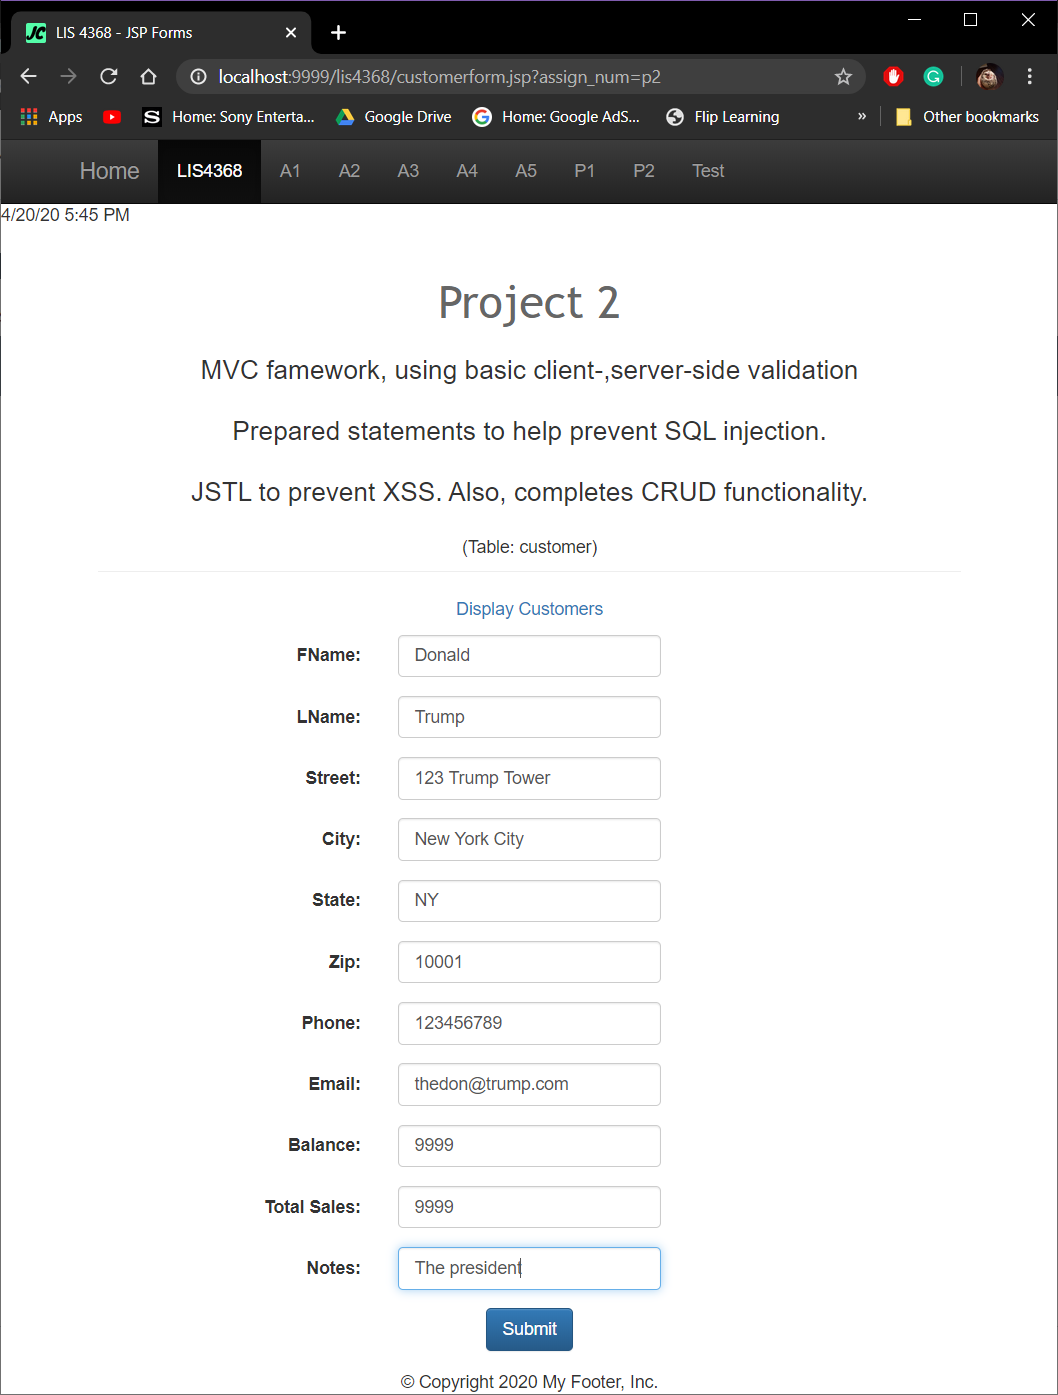 JC LIS 4368 - JSP Forms
localhost:9999/lis4368/customerform.jsp?assign_num=p2
Apps S Home: Sony Enterta... Google Drive G Home: Google AdS... Flip Learning » Other bookmarks
Home LIS4368 A1 A2 A3 A4 A5 P1 P2 Test
4/20/20 5:45 PM
Project 2
MVC famework, using basic client-,server-side validation
Prepared statements to help prevent SQL injection.
JSTL to prevent XSS. Also, completes CRUD functionality.
(Table: customer)
Display Customers
FName: Donald
LName: Trump
Street: 123 Trump Tower
City: New York City
State: NY
Zip: 10001
Phone: 123456789
Email: thedon@trump.com
Balance: 9999
Total Sales: 9999
Notes: The president
Submit
© Copyright 2020 My Footer, Inc.